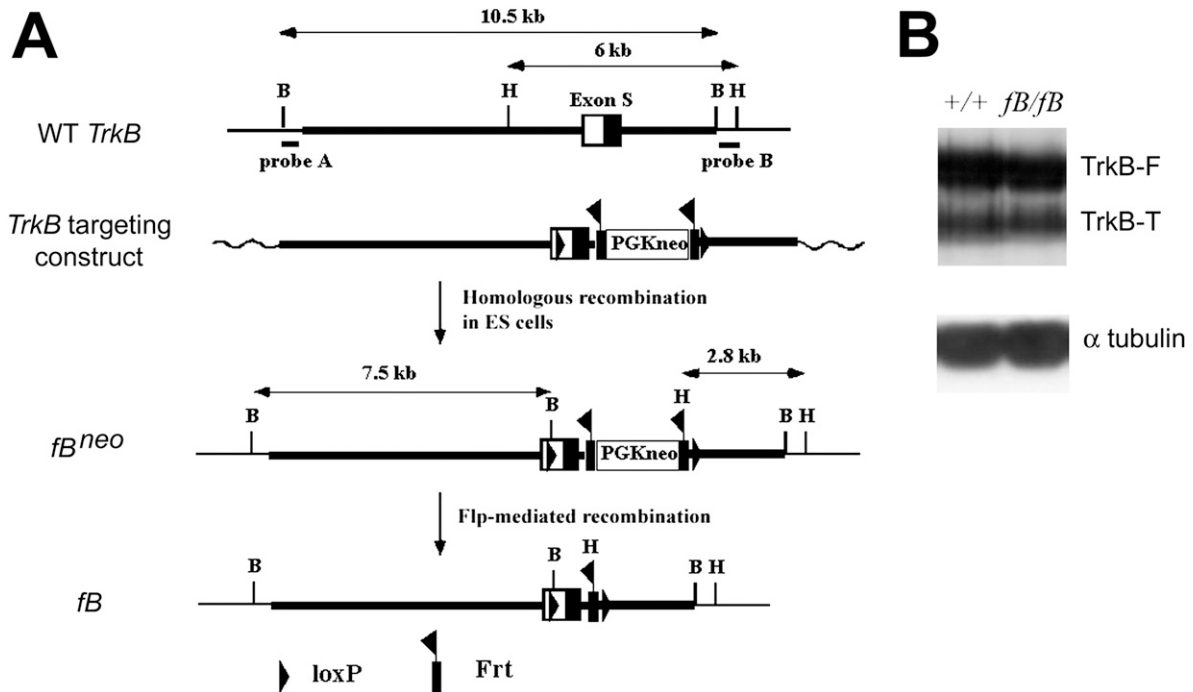 A
10.5 kb
6 kb
B H B H
Exon S
WT TrkB
probe A probe B
TrkB targeting
construct
PGKneo
Homologous recombination
in ES cells
7.5 kb 2.8 kb
B B H B H
fBneo
PGKneo
Flp-mediated recombination
B B H B H
fB
loxP Frt
B
+/+ fB/fB
TrkB-F
TrkB-T
α tubulin